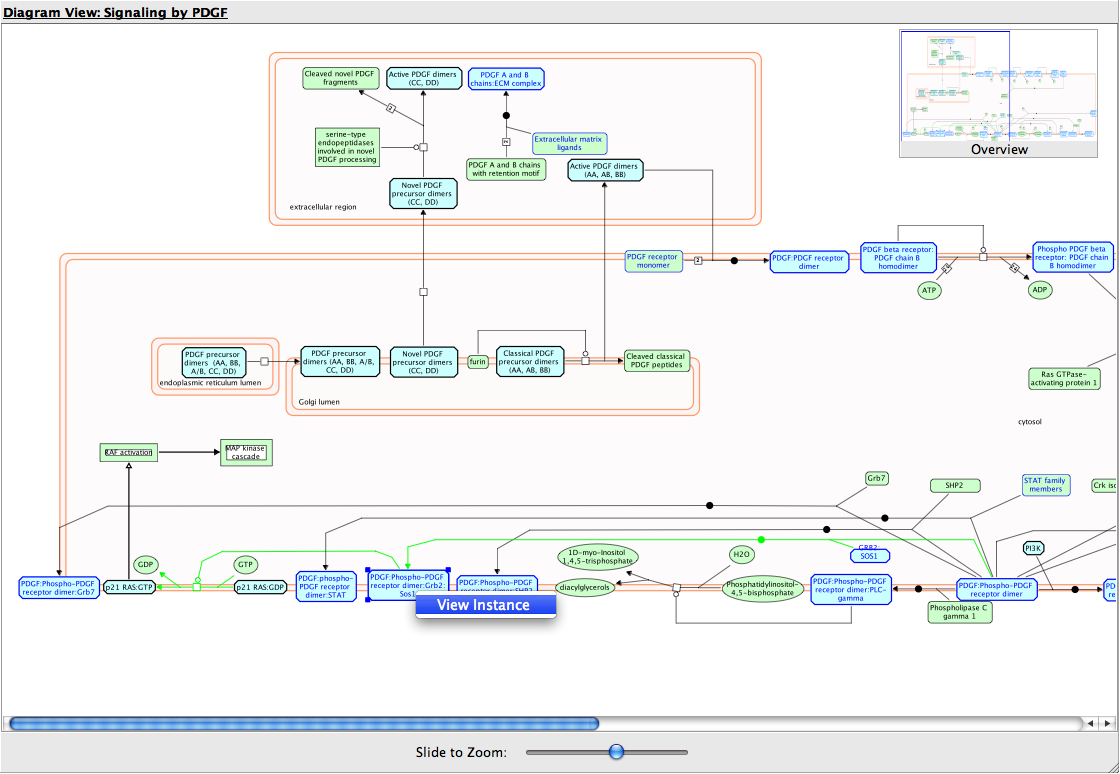 Diagram View: Signaling by PDGF
Cleaved novel PDGF
fragments
Active PDGF dimers
(CC, DD)
PDGF A and B
chains:ECM complex
2
serine-type
endopeptidases
involved in novel
PDGF processing
Extracellular matrix
ligands
PDGF A and B chains
with retention motif
Active PDGF dimers
(AA, AB, BB)
Novel PDGF
precursor dimers
(CC, DD)
extracellular region
Overview
PDGF receptor
monomer
2
PDGF:PDGF receptor
dimer
PDGF beta receptor:
PDGF chain B
homodimer
Phospho PDGF beta
receptor: PDGF chain
B homodimer
ATP
ADP
PDGF precursor
dimers (AA, BB,
A/B, CC, DD)
endoplasmic reticulum lumen
PDGF precursor
dimers (AA, BB, A/B,
CC, DD)
Novel PDGF
precursor dimers
(CC, DD)
furin
Classical PDGF
precursor dimers
(AA, AB, BB)
Cleaved classical
PDGF peptides
Golgi lumen
Ras GTPase-
activating protein 1
cytosol
RAF activation
MAP kinase
cascade
Grb7
SHP2
STAT family
members
Crk iso
GDP
GTP
1D-myo-Inositol
1,4,5-trisphosphate
H2O
GRB2:
SOS1
PI3K
PDGF:Phospho-PDGF
receptor dimer:Grb7
p21 RAS:GTP
p21 RAS:GDP
PDGF:phospho-
PDGF receptor
dimer:STAT
PDGF:Phospho-PDGF
receptor dimer:Grb2:
Sos1
PDGF:Phospho-PDGF
receptor dimer:SHP2
diacylglycerols
Phosphatidylinositol-
4,5-bisphosphate
PDGF:Phospho-PDGF
receptor dimer:PLC-
gamma
PDGF:Phospho-PDGF
receptor dimer
Phospholipase C
gamma 1
View Instance
Slide to Zoom: